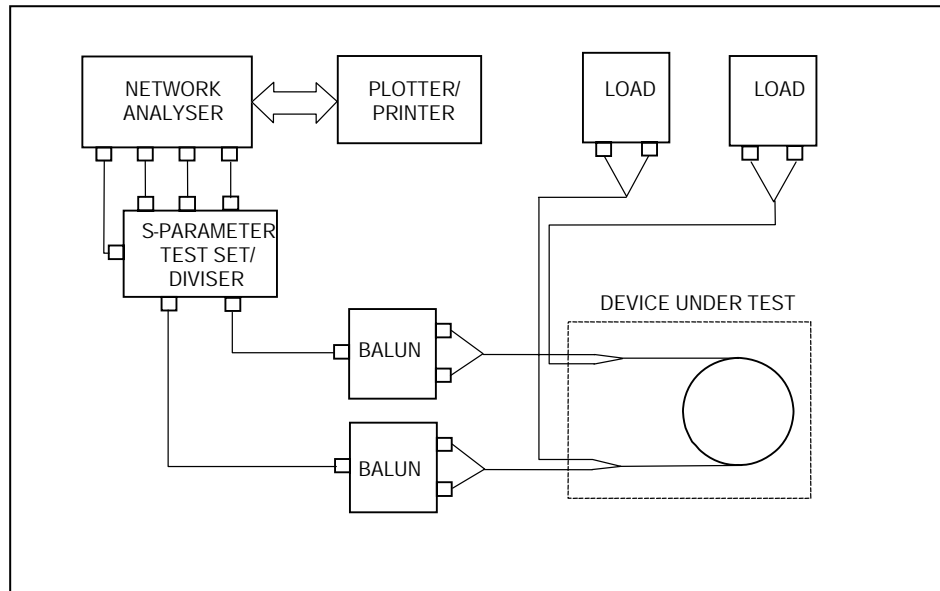 NETWORK
ANALYSER
PLOTTER/
PRINTER
LOAD
LOAD
S-PARAMETER
TEST SET/
DIVISER
DEVICE UNDER TEST
BALUN
BALUN